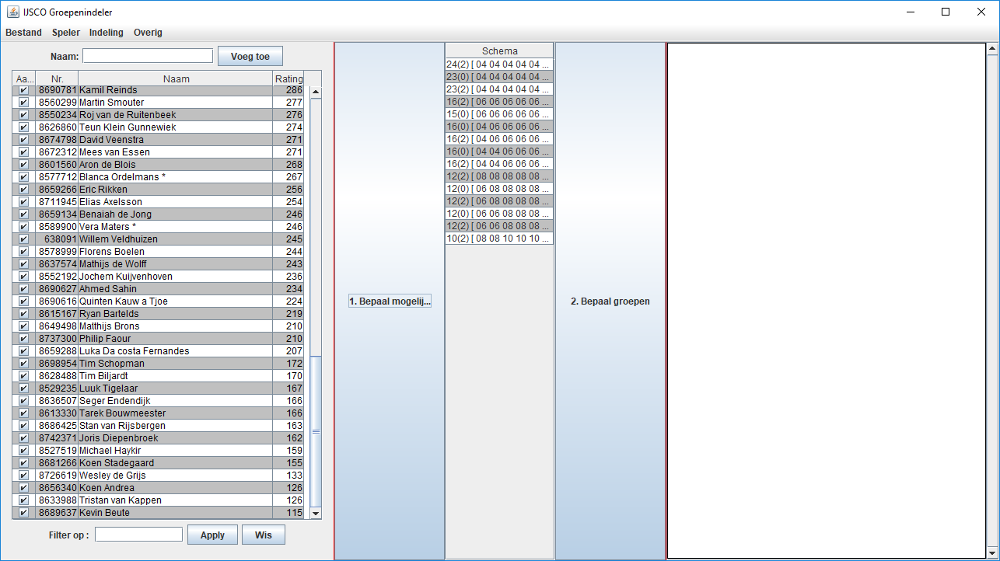 IJSCO Groepenindeler
Bestand Speler Indeling Overig
Naam: Voeg toe
Aa... Nr. Naam Rating
8690781 Kamil Reinds 286
8560299 Martin Smouter 277
8550234 Roj van de Ruitenbeek 276
8626860 Teun Klein Gunnewiek 274
8674798 David Veenstra 271
8672312 Mees van Essen 271
8601560 Aron de Blois 268
8577712 Blanca Ordelmans * 267
8659266 Eric Rikken 256
8711945 Elias Axelsson 254
8659134 Benaiah de Jong 246
8589900 Vera Maters * 246
638091 Willem Veldhuizen 245
8578999 Florens Boelen 244
8637574 Mathijs de Wolff 243
8552192 Jochem Kuijvenhoven 236
8690627 Ahmed Sahin 234
8690616 Quinten Kauw a Tjoe 224
8615167 Ryan Bartelds 219
8649498 Matthijs Brons 210
8737300 Philip Faour 210
8659288 Luka Da costa Fernandes 207
8698954 Tim Schopman 172
8628488 Tim Biljardt 170
8529235 Luuk Tigelaar 167
8636507 Seger Endendijk 166
8613330 Tarek Bouwmeester 166
8686425 Stan van Rijsbergen 163
8742371 Joris Diepenbroek 162
8527519 Michael Haykir 159
8681266 Koen Stadegaard 155
8726619 Wesley de Grijs 133
8656340 Koen Andrea 126
8633988 Tristan van Kappen 126
8689637 Kevin Beute 115
Filter op : Apply Wis
1. Bepaal mogelij...
Schema
24(2) [ 04 04 04 04 04 ...
23(0) [ 04 04 04 04 04 ...
23(2) [ 04 04 04 04 04 ...
16(2) [ 06 06 06 06 06 ...
15(0) [ 06 06 06 06 06 ...
16(0) [ 04 06 06 06 06 ...
16(2) [ 04 06 06 06 06 ...
16(0) [ 04 04 06 06 06 ...
16(2) [ 04 04 06 06 06 ...
12(2) [ 08 08 08 08 08 ...
12(0) [ 06 08 08 08 08 ...
12(2) [ 06 08 08 08 08 ...
12(0) [ 06 06 08 08 08 ...
12(2) [ 06 06 08 08 08 ...
10(2) [ 08 08 10 10 10 ...
2. Bepaal groepen